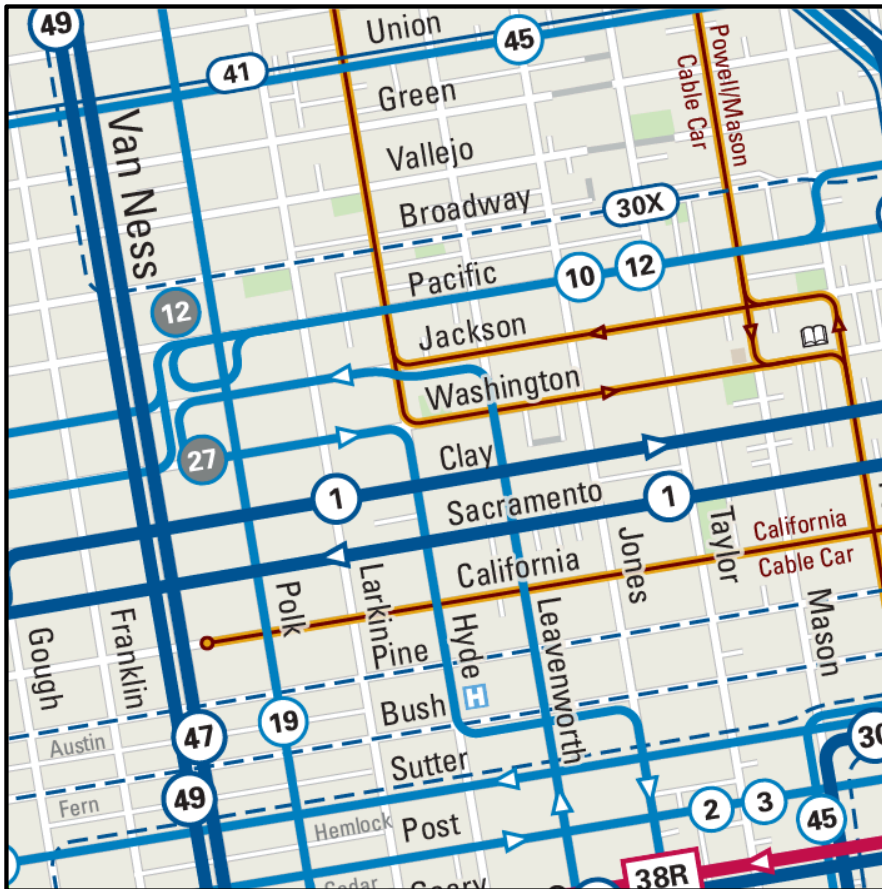 49
Union
45
41
Powell/Mason
Cable Car
Green
Van Ness
Vallejo
Broadway
30X
Pacific
10
12
12
Jackson
Washington
Clay
27
1
Sacramento
1
California
Cable Car
California
Jones
Taylor
Polk
Larkin
Hyde
Leavenworth
Mason
Gough
Franklin
Pine
H
Bush
47
19
Austin
Sutter
49
Fern
Hemlock
Post
2
3
45
38R